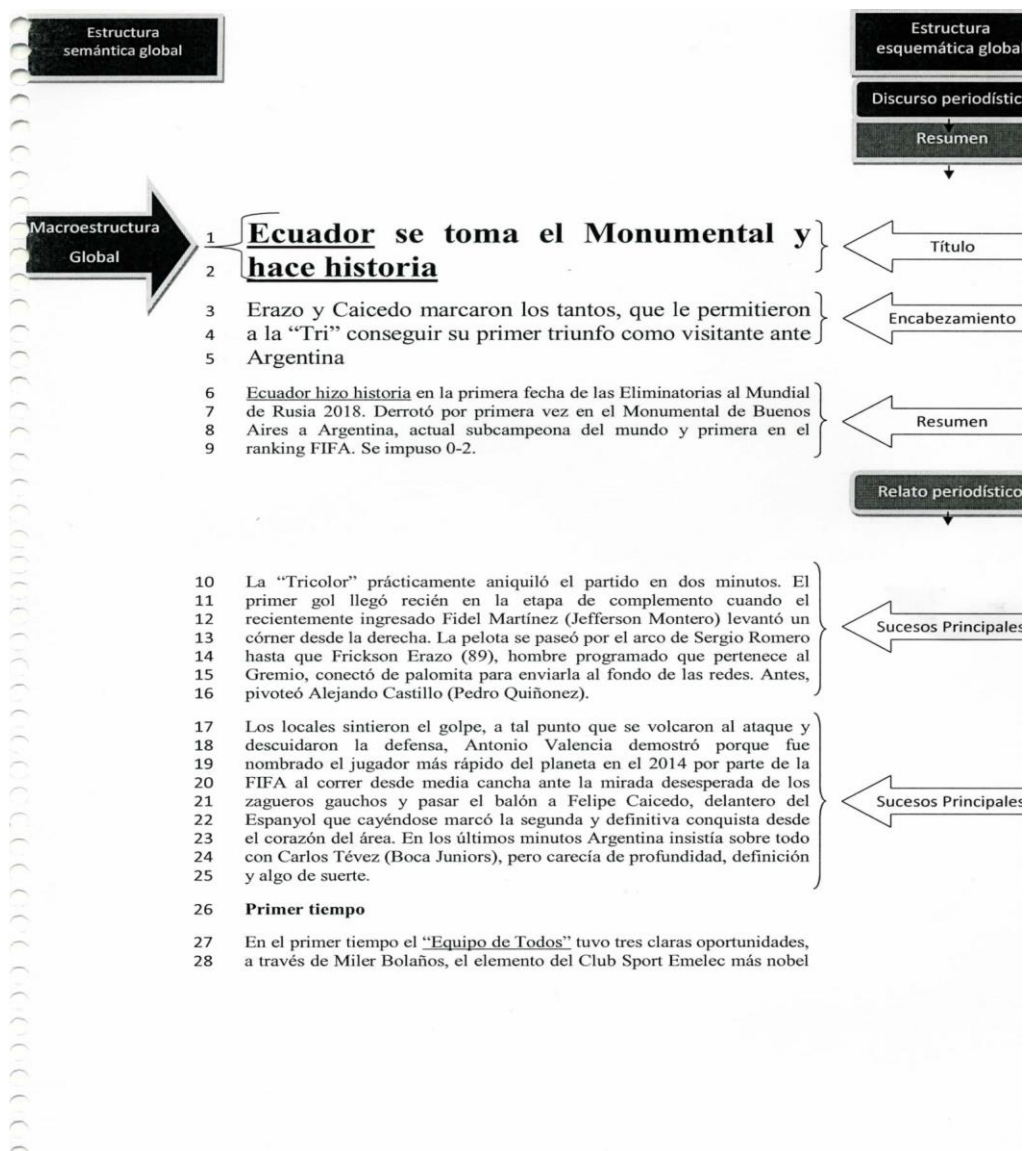 Estructura
semántica global
Estructura
esquemática global
Discurso periodístic
Resumen
Macroestructura
Global
1 Ecuador se toma el Monumental y
2 hace historia
Título
3 Erazo y Caicedo marcaron los tantos, que le permitieron
4 a la “Tri” conseguir su primer triunfo como visitante ante
5 Argentina
Encabezamiento
6 Ecuador hizo historia en la primera fecha de las Eliminatorias al Mundial
7 de Rusia 2018. Derrotó por primera vez en el Monumental de Buenos
8 Aires a Argentina, actual subcampeona del mundo y primera en el
9 ranking FIFA. Se impuso 0-2.
Resumen
Relato periodístico
10 La “Tricolor” prácticamente aniquiló el partido en dos minutos. El
11 primer gol llegó recién en la etapa de complemento cuando el
12 recientemente ingresado Fidel Martínez (Jefferson Montero) levantó un
13 córner desde la derecha. La pelota se paseó por el arco de Sergio Romero
14 hasta que Frickson Erazo (89), hombre programado que pertenece al
15 Gremio, conectó de palomita para enviarla al fondo de las redes. Antes,
16 pivoteó Alejando Castillo (Pedro Quiñonez).
Sucesos Principales
17 Los locales sintieron el golpe, a tal punto que se volcaron al ataque y
18 descuidaron la defensa, Antonio Valencia demostró porque fue
19 nombrado el jugador más rápido del planeta en el 2014 por parte de la
20 FIFA al correr desde media cancha ante la mirada desesperada de los
21 zagueros gauchos y pasar el balón a Felipe Caicedo, delantero del
22 Espanyol que cayéndose marcó la segunda y definitiva conquista desde
23 el corazón del área. En los últimos minutos Argentina insistía sobre todo
24 con Carlos Tévez (Boca Juniors), pero carecía de profundidad, definición
25 y algo de suerte.
Sucesos Principales
26 Primer tiempo
27 En el primer tiempo el “Equipo de Todos” tuvo tres claras oportunidades,
28 a través de Miler Bolaños, el elemento del Club Sport Emelec más nobel